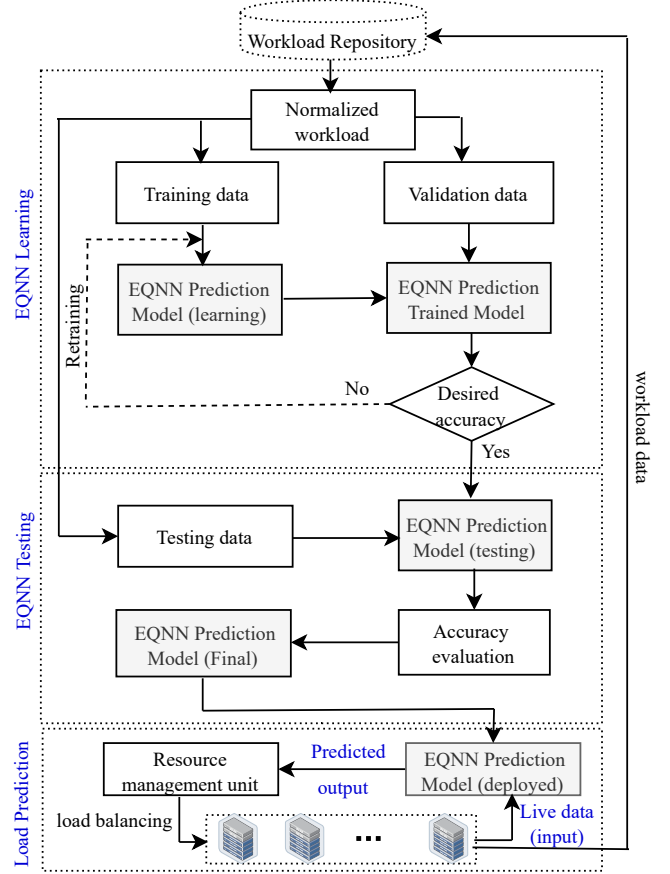 Workload Repository
Normalized
workload
Training data
Validation data
EQNN Learning
EQNN Prediction
Model (learning)
EQNN Prediction
Trained Model
Retraining
No
Desired
accuracy
Yes
workload data
EQNN Testing
Testing data
EQNN Prediction
Model (testing)
EQNN Prediction
Model (Final)
Accuracy
evaluation
Load Prediction
Resource
management unit
Predicted
output
EQNN Prediction
Model (deployed)
load balancing
Live data
(input)